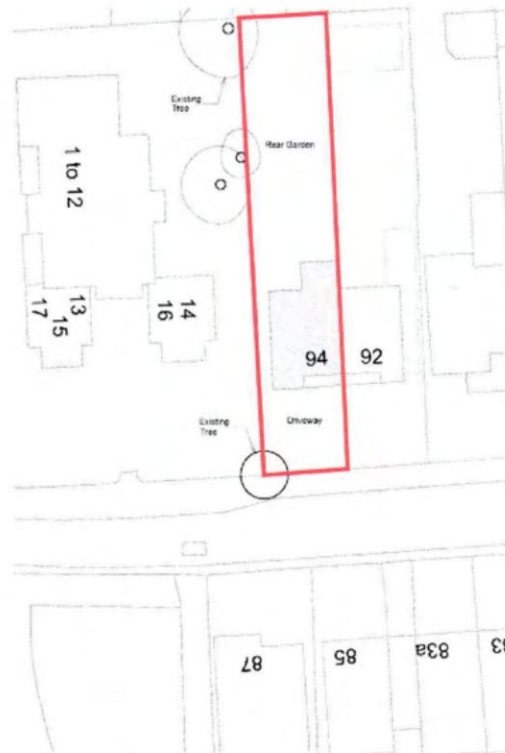 Existing
Tree
Rear Garden
1 to 12
13
15
17
14
16
94
92
Existing
Tree
Driveway
87
85
83a